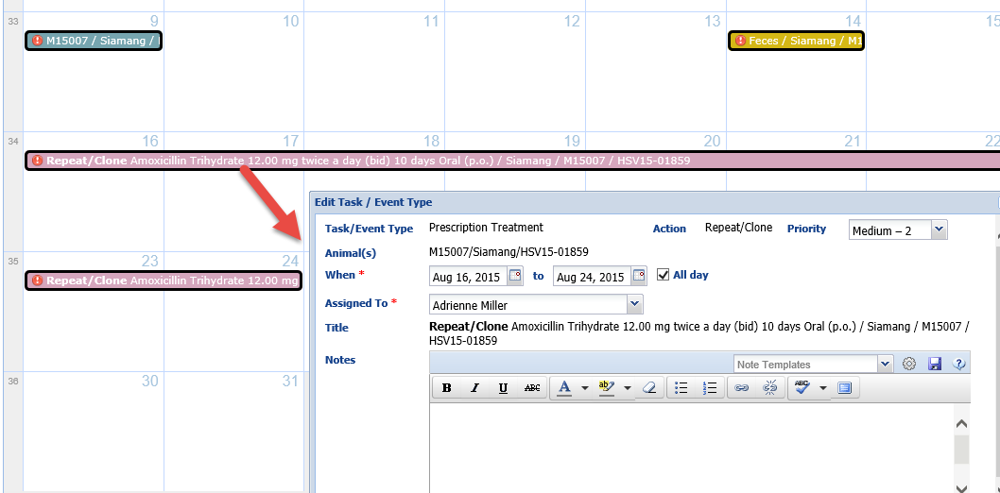 33
9 10 11 12 13 14 15
M15007 / Siamang /
Feces / Siamang / M1
34
16 17 18 19 20 21 22
Repeat/Clone Amoxicillin Trihydrate 12.00 mg twice a day (bid) 10 days Oral (p.o.) / Siamang / M15007 / HSV15-01859
35
23 24
Repeat/Clone Amoxicillin Trihydrate 12.00 mg
36
30 31
Edit Task / Event Type
Task/Event Type Prescription Treatment Action Repeat/Clone Priority Medium – 2
Animal(s) M15007/Siamang/HSV15-01859
When * Aug 16, 2015 to Aug 24, 2015 All day
Assigned To * Adrienne Miller
Title Repeat/Clone Amoxicillin Trihydrate 12.00 mg twice a day (bid) 10 days Oral (p.o.) / Siamang / M15007 /
HSV15-01859
Notes Note Templates
B I U ABC A ab ABC